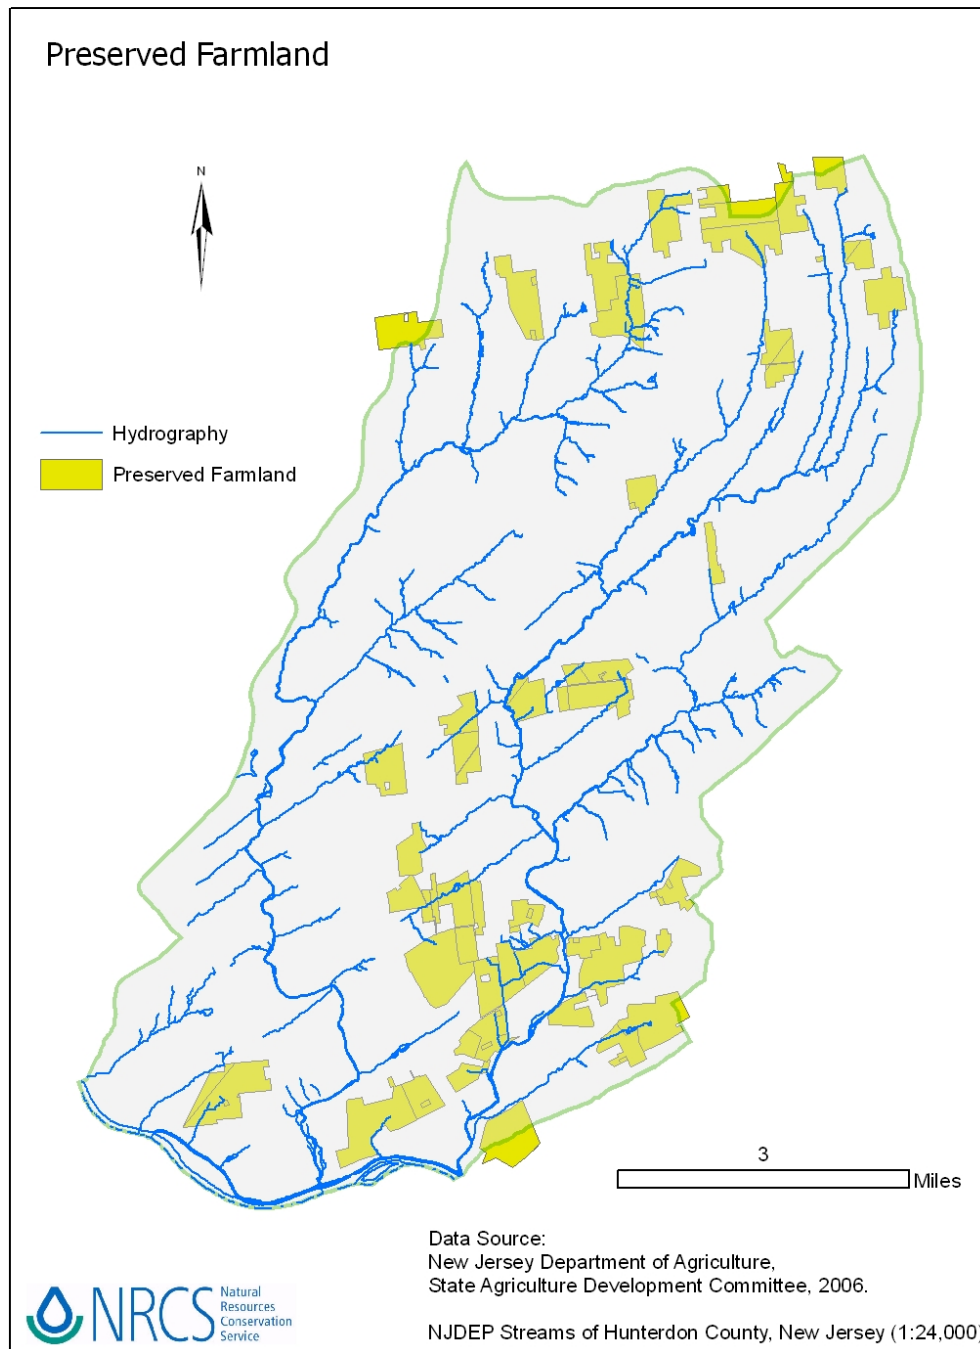 Preserved Farmland
N
Hydrography
Preserved Farmland
3
Miles
Data Source:
New Jersey Department of Agriculture,
State Agriculture Development Committee, 2006.
NJDEP Streams of Hunterdon County, New Jersey (1:24,000)
NRCS
Natural
Resources
Conservation
Service